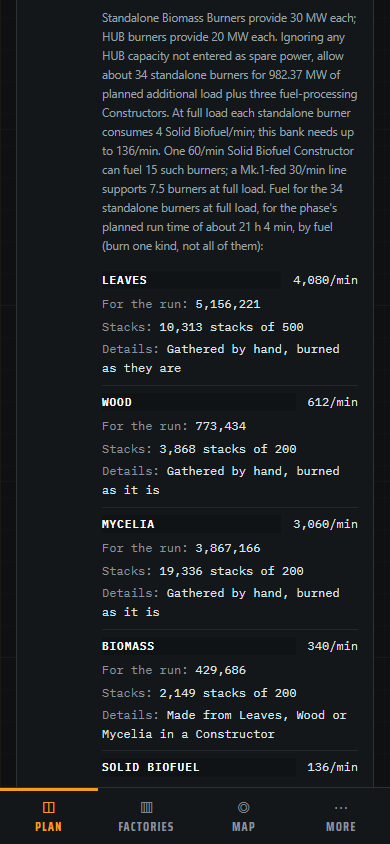 Standalone Biomass Burners provide 30 MW each;
HUB burners provide 20 MW each. Ignoring any
HUB capacity not entered as spare power, allow
about 34 standalone burners for 982.37 MW of
planned additional load plus three fuel-processing
Constructors. At full load each standalone burner
consumes 4 Solid Biofuel/min; this bank needs up
to 136/min. One 60/min Solid Biofuel Constructor
can fuel 15 such burners; a Mk.1-fed 30/min line
supports 7.5 burners at full load. Fuel for the 34
standalone burners at full load, for the phase's
planned run time of about 21 h 4 min, by fuel
(burn one kind, not all of them):
LEAVES 4,080/min
For the run: 5,156,221
Stacks: 10,313 stacks of 500
Details: Gathered by hand, burned
as they are
WOOD 612/min
For the run: 773,434
Stacks: 3,868 stacks of 200
Details: Gathered by hand, burned
as it is
MYCELIA 3,060/min
For the run: 3,867,166
Stacks: 19,336 stacks of 200
Details: Gathered by hand, burned
as it is
BIOMASS 340/min
For the run: 429,686
Stacks: 2,149 stacks of 200
Details: Made from Leaves, Wood or
Mycelia in a Constructor
SOLID BIOFUEL 136/min
PLAN FACTORIES MAP MORE